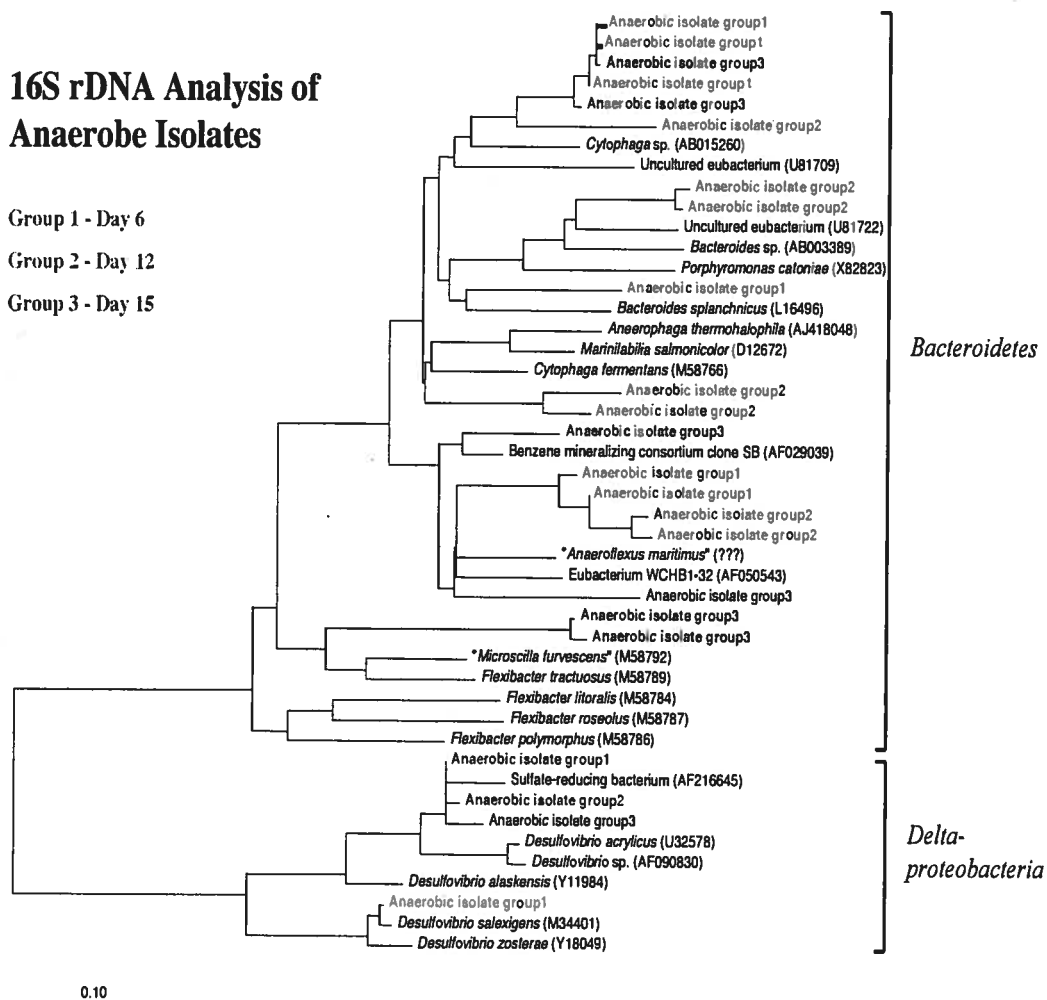 16S rDNA Analysis of
Anaerobe Isolates
Group 1 - Day 6
Group 2 - Day 12
Group 3 - Day 15
Anaerobic isolate group1
Anaerobic isolate group1
Anaerobic isolate group3
Anaerobic isolate group1
Anaerobic isolate group3
Anaerobic isolate group2
Cytophaga sp. (AB015260)
Uncultured eubacterium (U81709)
Anaerobic isolate group2
Anaerobic isolate group2
Uncultured eubacterium (U81722)
Bacteroides sp. (AB003389)
Porphyromonas catoniae (X82823)
Anaerobic isolate group1
Bacteroides splanchnicus (L16496)
Aneerophaga thermohalophila (AJ418048)
Marinilabilia salmonicolor (D12672)
Cytophaga fermentans (M58766)
Anaerobic isolate group2
Anaerobic isolate group2
Anaerobic isolate group3
Benzene mineralizing consortium clone SB (AF029039)
Anaerobic isolate group1
Anaerobic isolate group1
Anaerobic isolate group2
Anaerobic isolate group2
"Anaeroflexus maritimus" (???)
Eubacterium WCHB1-32 (AF050543)
Anaerobic isolate group3
Anaerobic isolate group3
Anaerobic isolate group3
"Microscilla furvescens" (M58792)
Flexibacter tractuosus (M58789)
Flexibacter litoralis (M58784)
Flexibacter roseolus (M58787)
Flexibacter polymorphus (M58786)
Bacteroidetes
Anaerobic isolate group1
Sulfate-reducing bacterium (AF216645)
Anaerobic isolate group2
Anaerobic isolate group3
Desulfovibrio acrylicus (U32578)
Desulfovibrio sp. (AF090830)
Desulfovibrio alaskensis (Y11984)
Anaerobic isolate group1
Desulfovibrio salexigens (M34401)
Desulfovibrio zosterae (Y18049)
Delta-
proteobacteria
0.10